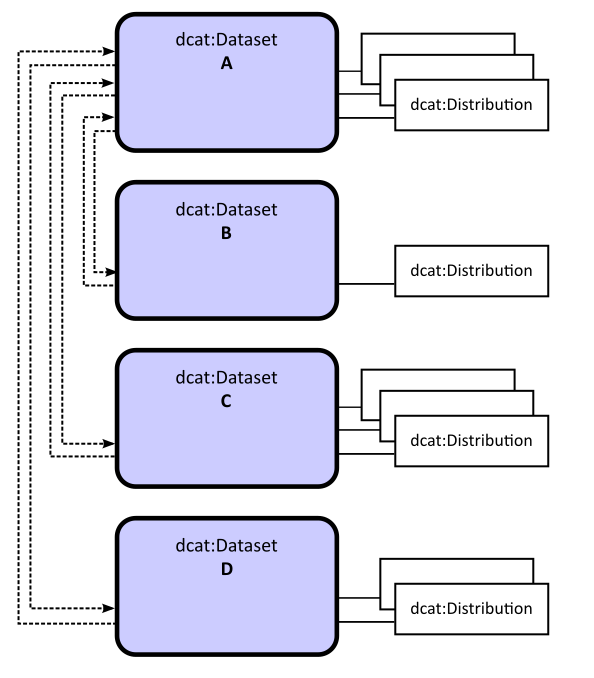 dcat:Dataset
A
dcat:Distribution
dcat:Dataset
B
dcat:Distribution
dcat:Dataset
C
dcat:Distribution
dcat:Dataset
D
dcat:Distribution